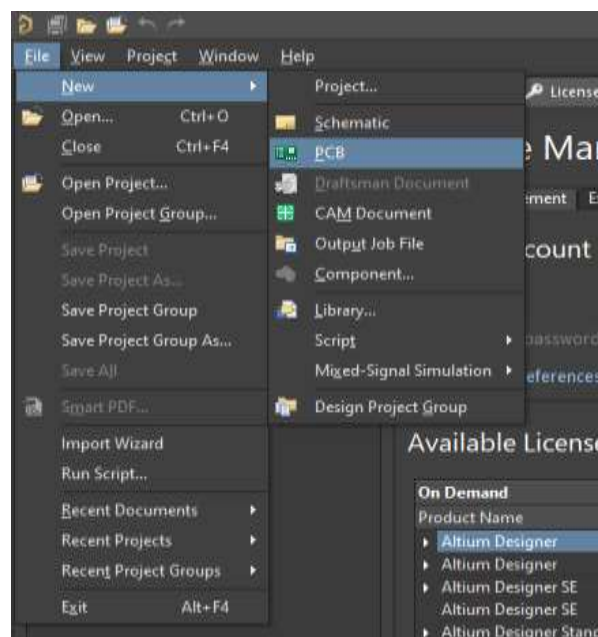 File View Project Window Help
New
Open... Ctrl+O
Close Ctrl+F4
Open Project...
Open Project Group...
Save Project
Save Project As...
Save Project Group
Save Project Group As...
Save All
Smart PDF...
Import Wizard
Run Script...
Recent Documents
Recent Projects
Recent Project Groups
Exit Alt+F4
Project...
Schematic
PCB
Draftsman Document
CAM Document
Output Job File
Component...
Library...
Script
Mixed-Signal Simulation
Design Project Group
License
Mar
ement E
count
password
eferences
Available License
On Demand
Product Name
Altium Designer
Altium Designer
Altium Designer SE
Altium Designer SE
Altium Designer Stand